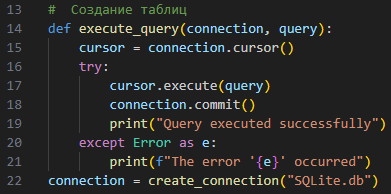 13 #  Создание таблиц
14 def execute_query(connection, query):
15     cursor = connection.cursor()
16     try:
17         cursor.execute(query)
18         connection.commit()
19         print("Query executed successfully")
20     except Error as e:
21         print(f"The error '{e}' occurred")
22 connection = create_connection("SQLite.db")